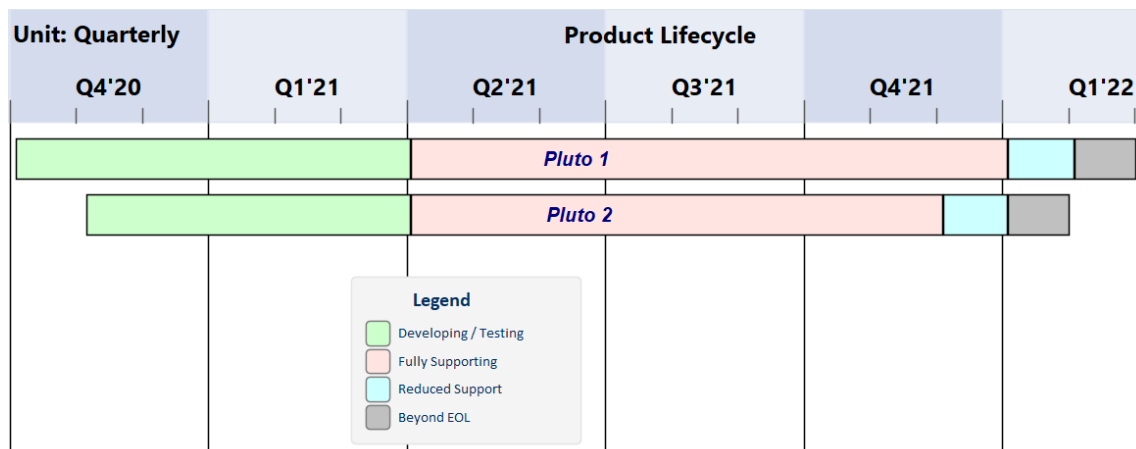 Unit: Quarterly
Product Lifecycle
Q4'20 Q1'21 Q2'21 Q3'21 Q4'21 Q1'22
Pluto 1
Pluto 2
Legend
Developing / Testing
Fully Supporting
Reduced Support
Beyond EOL